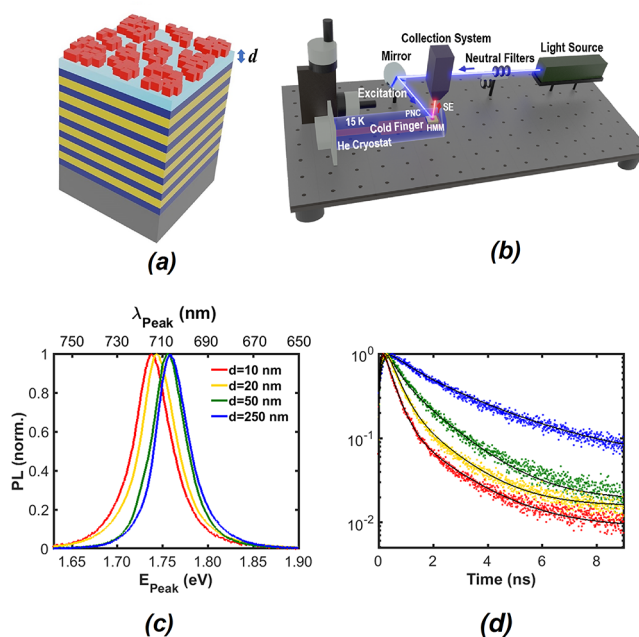 d
(a)
Collection System
Mirror
Neutral Filters
Light Source
Excitation
PNC
SE
15 K
Cold Finger
HMM
He Cryostat
(b)
λPeak (nm)
750 720 710 690 670 650
1
0.8
0.6
0.4
0.2
0
PL (norm.)
d=10 nm
d=20 nm
d=50 nm
d=250 nm
1.65 1.70 1.75 1.80 1.85 1.90
EPeak (eV)
(c)
10⁰
10⁻¹
10⁻²
0 2 4 6 8
Time (ns)
(d)